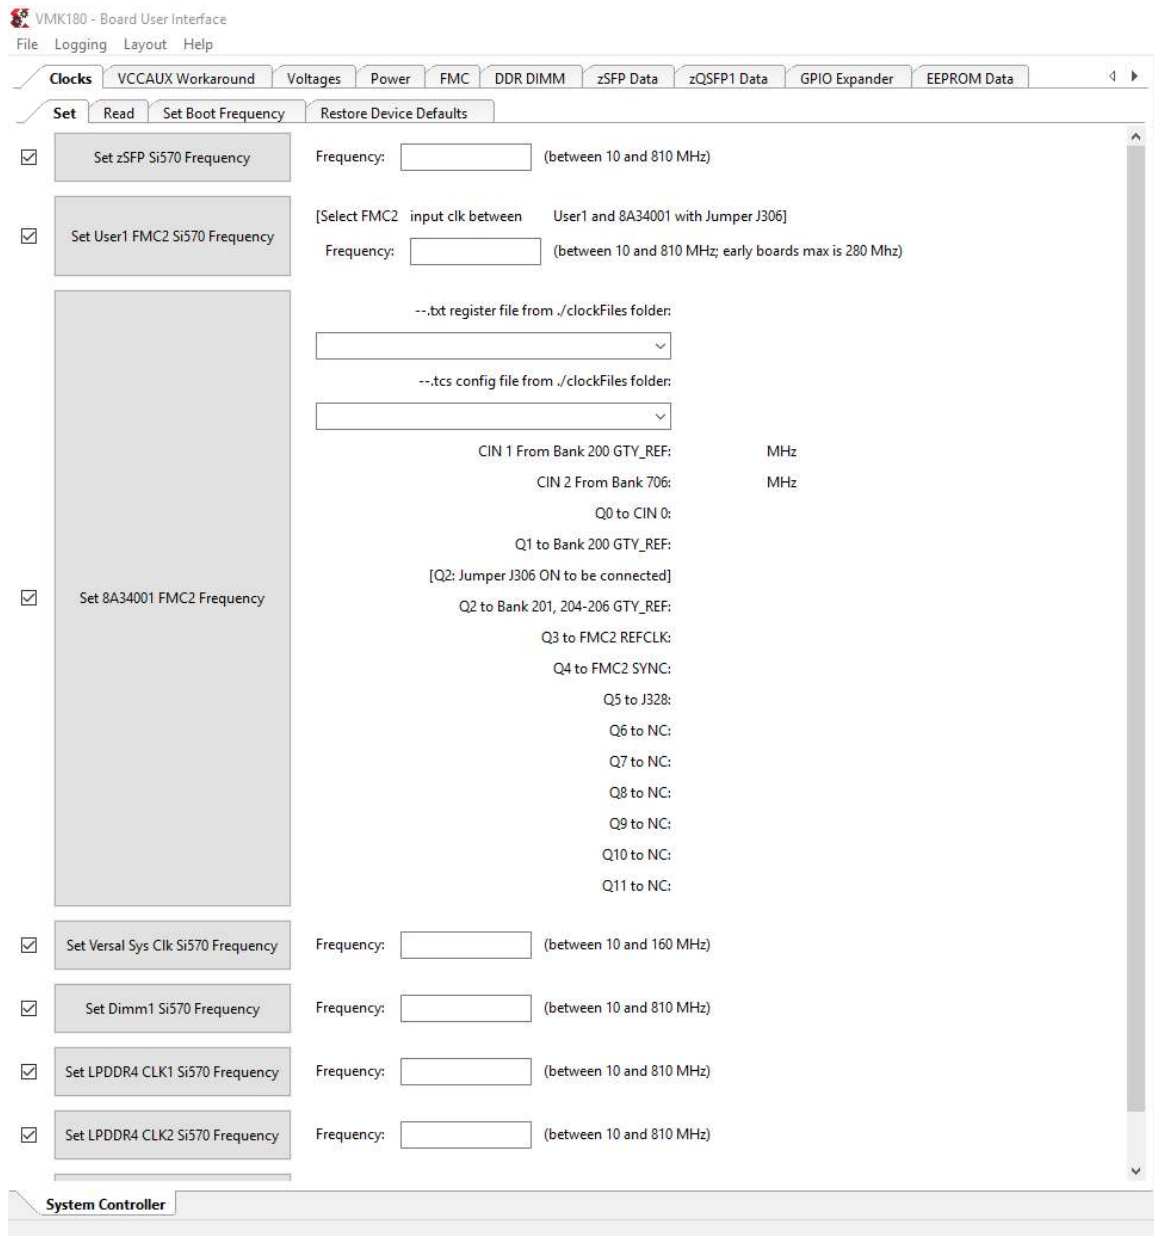 VMK180 - Board User Interface
File Logging Layout Help
Clocks VCCAUX Workaround Voltages Power FMC DDR DIMM zSFP Data zQSFP1 Data GPIO Expander EEPROM Data
Set Read Set Boot Frequency Restore Device Defaults
Set zSFP Si570 Frequency Frequency: (between 10 and 810 MHz)
[Select FMC2 input clk between User1 and 8A34001 with Jumper J306]
Set User1 FMC2 Si570 Frequency Frequency: (between 10 and 810 MHz; early boards max is 280 Mhz)
--.txt register file from ./clockFiles folder:
--.tcs config file from ./clockFiles folder:
CIN 1 From Bank 200 GTY_REF: MHz
CIN 2 From Bank 706: MHz
Q0 to CIN 0:
Q1 to Bank 200 GTY_REF:
[Q2: Jumper J306 ON to be connected]
Set 8A34001 FMC2 Frequency Q2 to Bank 201, 204-206 GTY_REF:
Q3 to FMC2 REFCLK:
Q4 to FMC2 SYNC:
Q5 to J328:
Q6 to NC:
Q7 to NC:
Q8 to NC:
Q9 to NC:
Q10 to NC:
Q11 to NC:
Set Versal Sys Clk Si570 Frequency Frequency: (between 10 and 160 MHz)
Set Dimm1 Si570 Frequency Frequency: (between 10 and 810 MHz)
Set LPDDR4 CLK1 Si570 Frequency Frequency: (between 10 and 810 MHz)
Set LPDDR4 CLK2 Si570 Frequency Frequency: (between 10 and 810 MHz)
System Controller